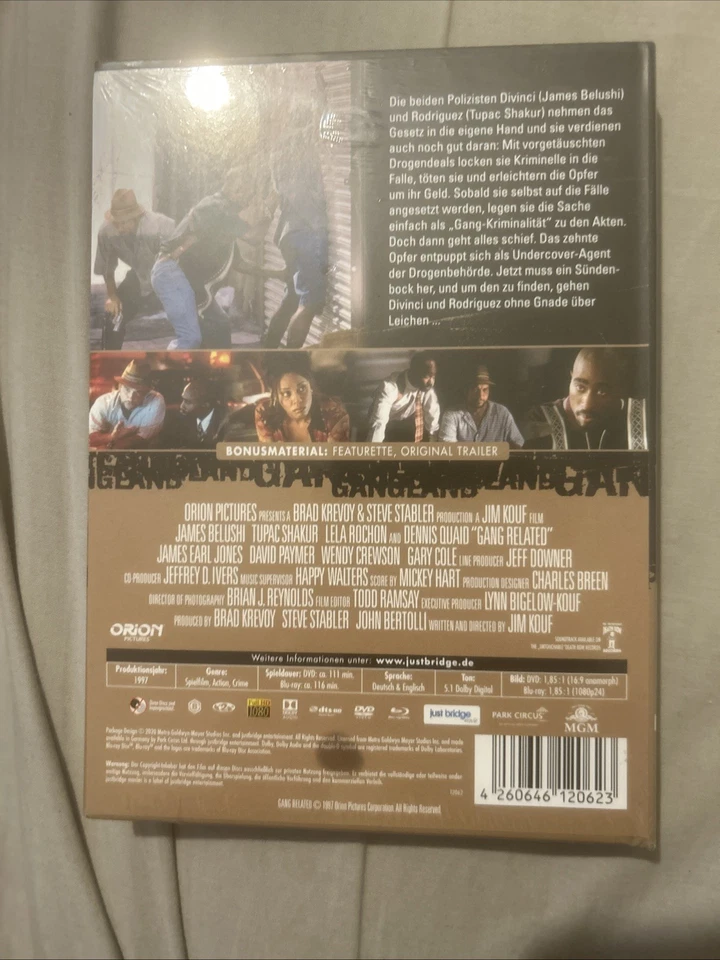 Die beiden Polizisten Divinci (James Belushi)
und Rodriguez (Tupac Shakur) nehmen das
Gesetz in die eigene Hand und sie verdienen
auch noch gut daran: Mit vorgetäuschten
Drogendeals locken sie Kriminelle in die
Falle, töten sie und erleichtern die Opfer
um ihr Geld. Sobald sie selbst auf die Fälle
angesetzt werden, legen sie die Sache
einfach als „Gang-Kriminalität“ zu den Akten.
Doch dann geht alles schief. Das zehnte
Opfer entpuppt sich als Undercover-Agent
der Drogenbehörde. Jetzt muss ein Sünden-
bock her, und um den zu finden, gehen
Divinci und Rodriguez ohne Gnade über
Leichen ...
BONUSMATERIAL: FEATURETTE, ORIGINAL TRAILER
GANGLAND
ORION PICTURES PRESENTS A BRAD KREVOY & STEVE STABLER PRODUCTION A JIM KOUF FILM
JAMES BELUSHI TUPAC SHAKUR LELA ROCHON AND DENNIS QUAID "GANG RELATED"
JAMES EARL JONES DAVID PAYMER WENDY CREWSON GARY COLE LINE PRODUCER JEFF DOWNER
CO PRODUCER JEFFREY D. IVERS MUSIC SUPERVISOR HAPPY WALTERS SCORE BY MICKEY HART PRODUCTION DESIGNER CHARLES BREEN
DIRECTOR OF PHOTOGRAPHY BRIAN J. REYNOLDS FILM EDITOR TODD RAMSAY EXECUTIVE PRODUCER LYNN BIGELOW-KOUF
PRODUCED BY BRAD KREVOY STEVE STABLER JOHN BERTOLLI WRITTEN AND DIRECTED BY JIM KOUF
ORION
PICTURES
SOUNDTRACK AVAILABLE ON
Weitere Informationen unter: www.justbridge.de
Produktionsjahr: 1997
Genre: Spielfilm, Action, Crime
Spieldauer: DVD: ca. 111 min. Blu-ray: ca. 116 min.
Sprache: Deutsch & Englisch
Ton: 5.1 Dolby Digital
Bild: DVD: 1,85:1 (16:9 anamorph) Blu-ray: 1,85:1 (1080p24)
FULL HD 1080
DOLBY
dts-HD
DVD
just bridge
PARK CIRCUS
MGM
GANG RELATED © 1997 Orion Pictures Corporation. All Rights Reserved.
4 260646 120623